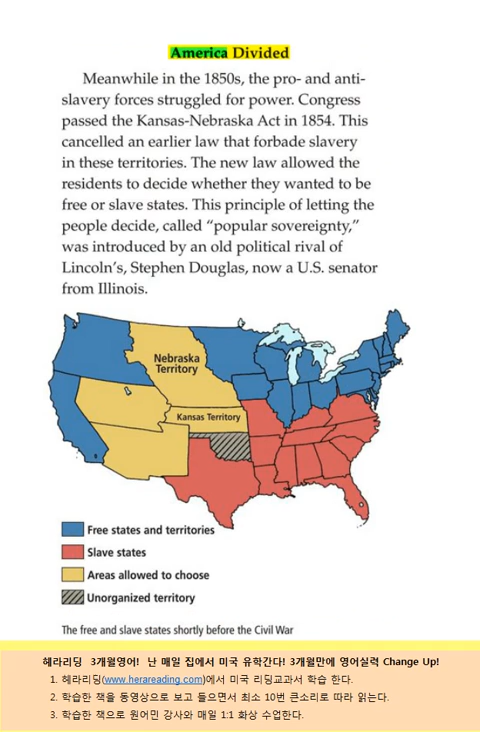 America Divided
Meanwhile in the 1850s, the pro- and anti-
slavery forces struggled for power. Congress
passed the Kansas-Nebraska Act in 1854. This
cancelled an earlier law that forbade slavery
in these territories. The new law allowed the
residents to decide whether they wanted to be
free or slave states. This principle of letting the
people decide, called “popular sovereignty,”
was introduced by an old political rival of
Lincoln’s, Stephen Douglas, now a U.S. senator
from Illinois.
Nebraska
Territory
Kansas Territory
Free states and territories
Slave states
Areas allowed to choose
Unorganized territory
The free and slave states shortly before the Civil War
헤라리딩 3개월영어! 난 매일 집에서 미국 유학간다! 3개월만에 영어실력 Change Up!
1. 헤라리딩(www.herareading.com)에서 미국 리딩교과서 학습 한다.
2. 학습한 책을 동영상으로 보고 들으면서 최소 10번 큰소리로 따라 읽는다.
3. 학습한 책으로 원어민 강사와 매일 1:1 화상 수업한다.